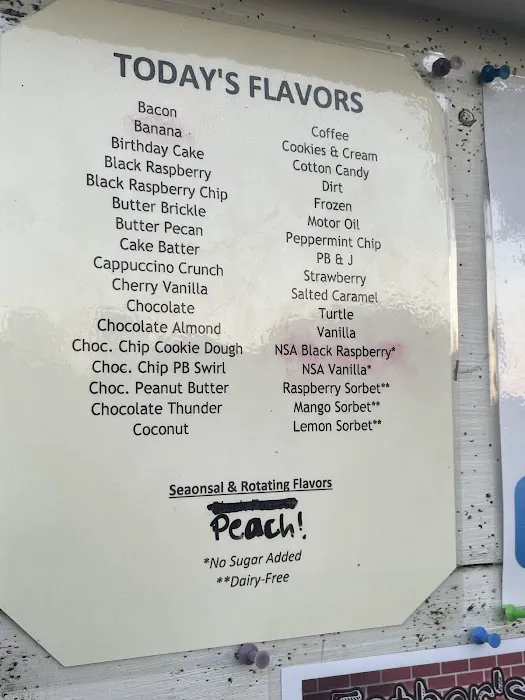 TODAY'S FLAVORS
Bacon
Banana
Birthday Cake
Black Raspberry
Black Raspberry Chip
Butter Brickle
Butter Pecan
Cake Batter
Cappuccino Crunch
Cherry Vanilla
Chocolate
Chocolate Almond
Choc. Chip Cookie Dough
Choc. Chip PB Swirl
Choc. Peanut Butter
Chocolate Thunder
Coconut
Coffee
Cookies & Cream
Cotton Candy
Dirt
Frozen
Motor Oil
Peppermint Chip
PB & J
Strawberry
Salted Caramel
Turtle
Vanilla
NSA Black Raspberry*
NSA Vanilla*
Raspberry Sorbet**
Mango Sorbet**
Lemon Sorbet**
Seaonsal & Rotating Flavors
Peach!
*No Sugar Added
**Dairy-Free